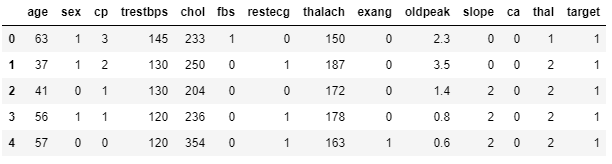 age sex cp trestbps chol fbs restecg thalach exang oldpeak slope ca thal target
0 63 1 3 145 233 1 0 150 0 2.3 0 0 1 1
1 37 1 2 130 250 0 1 187 0 3.5 0 0 2 1
2 41 0 1 130 204 0 0 172 0 1.4 2 0 2 1
3 56 1 1 120 236 0 1 178 0 0.8 2 0 2 1
4 57 0 0 120 354 0 1 163 1 0.6 2 0 2 1